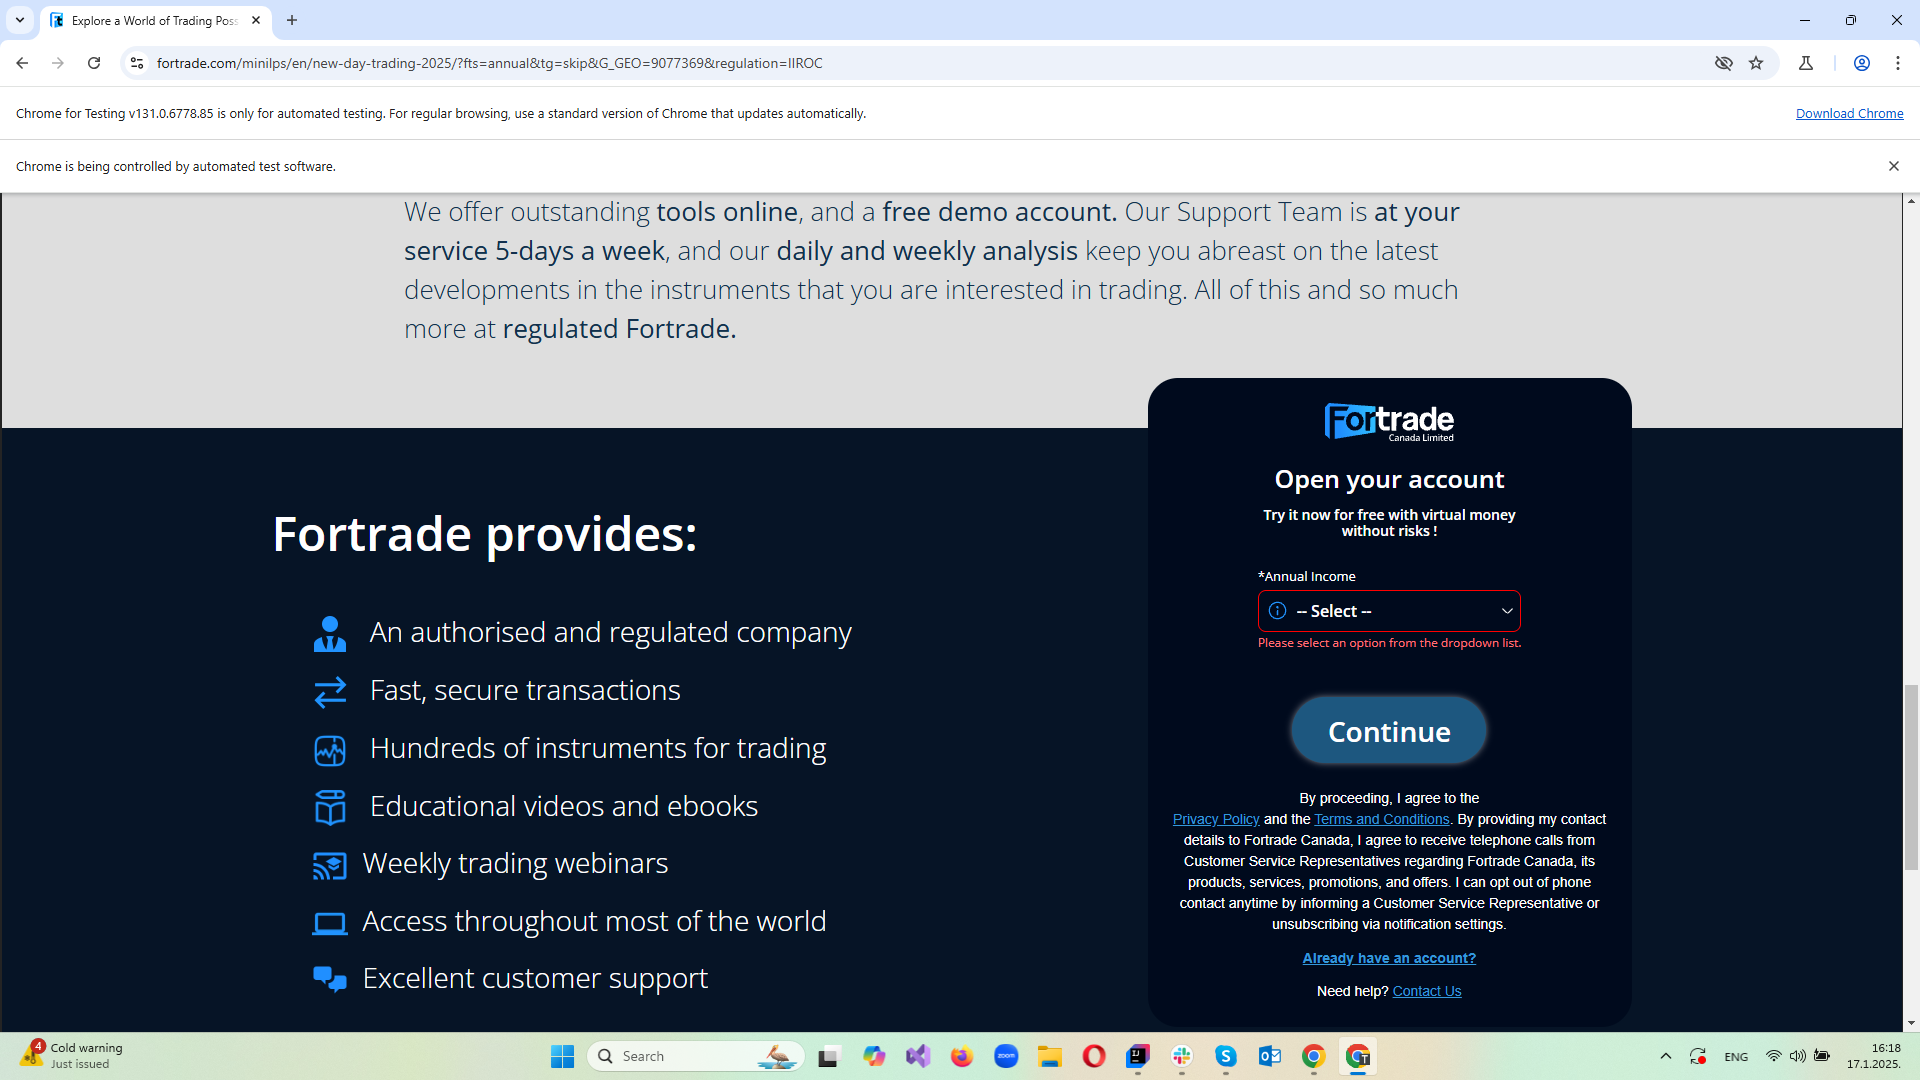 Explore a World of Trading Poss
fortrade.com/minilps/en/new-day-trading-2025/?fts=annual&tg=skip&G_GEO=9077369&regulation=IIROC
Chrome for Testing v131.0.6778.85 is only for automated testing. For regular browsing, use a standard version of Chrome that updates automatically.
Download Chrome
Chrome is being controlled by automated test software.
We offer outstanding tools online, and a free demo account. Our Support Team is at your
service 5-days a week, and our daily and weekly analysis keep you abreast on the latest
developments in the instruments that you are interested in trading. All of this and so much
more at regulated Fortrade.
Fortrade provides:
An authorised and regulated company
Fast, secure transactions
Hundreds of instruments for trading
Educational videos and ebooks
Weekly trading webinars
Access throughout most of the world
Excellent customer support
Fortrade
Canada Limited
Open your account
Try it now for free with virtual money
without risks !
*Annual Income
-- Select --
Please select an option from the dropdown list.
Continue
By proceeding, I agree to the
Privacy Policy and the Terms and Conditions. By providing my contact
details to Fortrade Canada, I agree to receive telephone calls from
Customer Service Representatives regarding Fortrade Canada, its
products, services, promotions, and offers. I can opt out of phone
contact anytime by informing a Customer Service Representative or
unsubscribing via notification settings.
Already have an account?
Need help? Contact Us
4
Cold warning
Just issued
Search
zoom
ENG
16:18
17.1.2025.